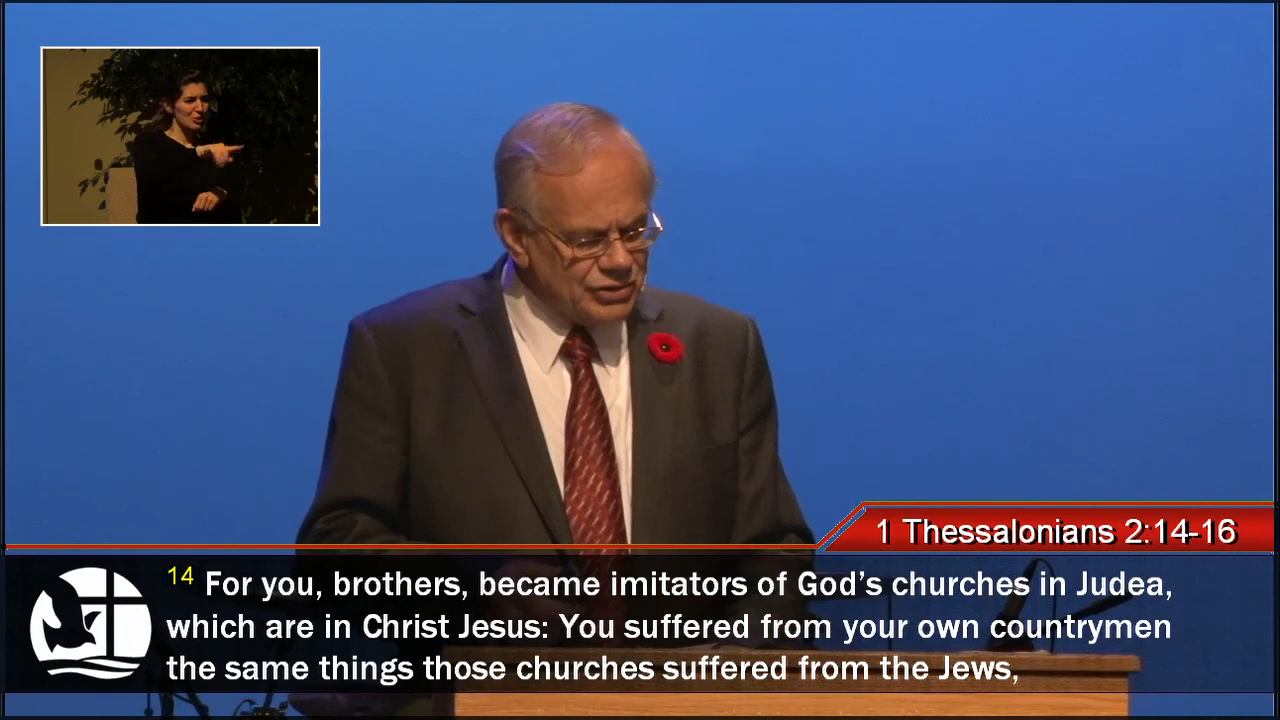 1 Thessalonians 2:14-16
14 For you, brothers, became imitators of God’s churches in Judea,
which are in Christ Jesus: You suffered from your own countrymen
the same things those churches suffered from the Jews,